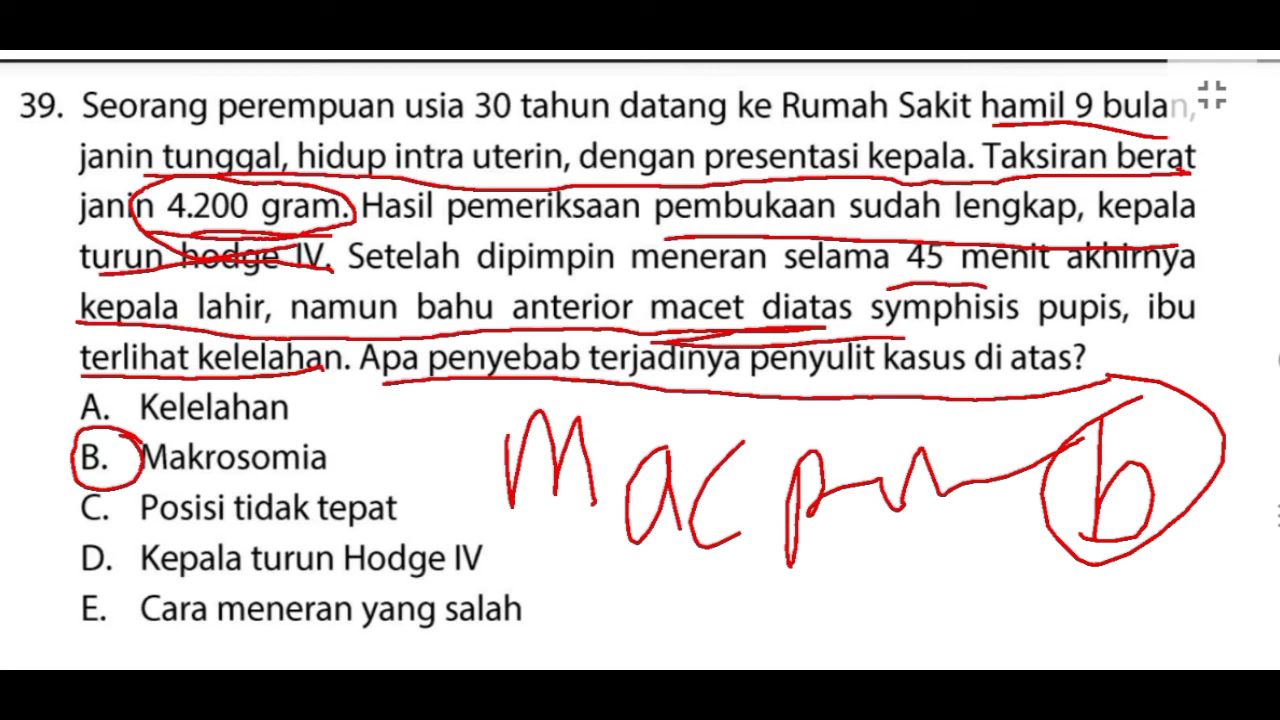 39. Seorang perempuan usia 30 tahun datang ke Rumah Sakit hamil 9 bulan,
janin tunggal, hidup intra uterin, dengan presentasi kepala. Taksiran berat
janin 4.200 gram. Hasil pemeriksaan pembukaan sudah lengkap, kepala
turun hodge IV. Setelah dipimpin meneran selama 45 menit akhirnya
kepala lahir, namun bahu anterior macet diatas symphisis pupis, ibu
terlihat kelelahan. Apa penyebab terjadinya penyulit kasus di atas?
A. Kelelahan
B. Makrosomia
C. Posisi tidak tepat
D. Kepala turun Hodge IV
E. Cara meneran yang salah
b